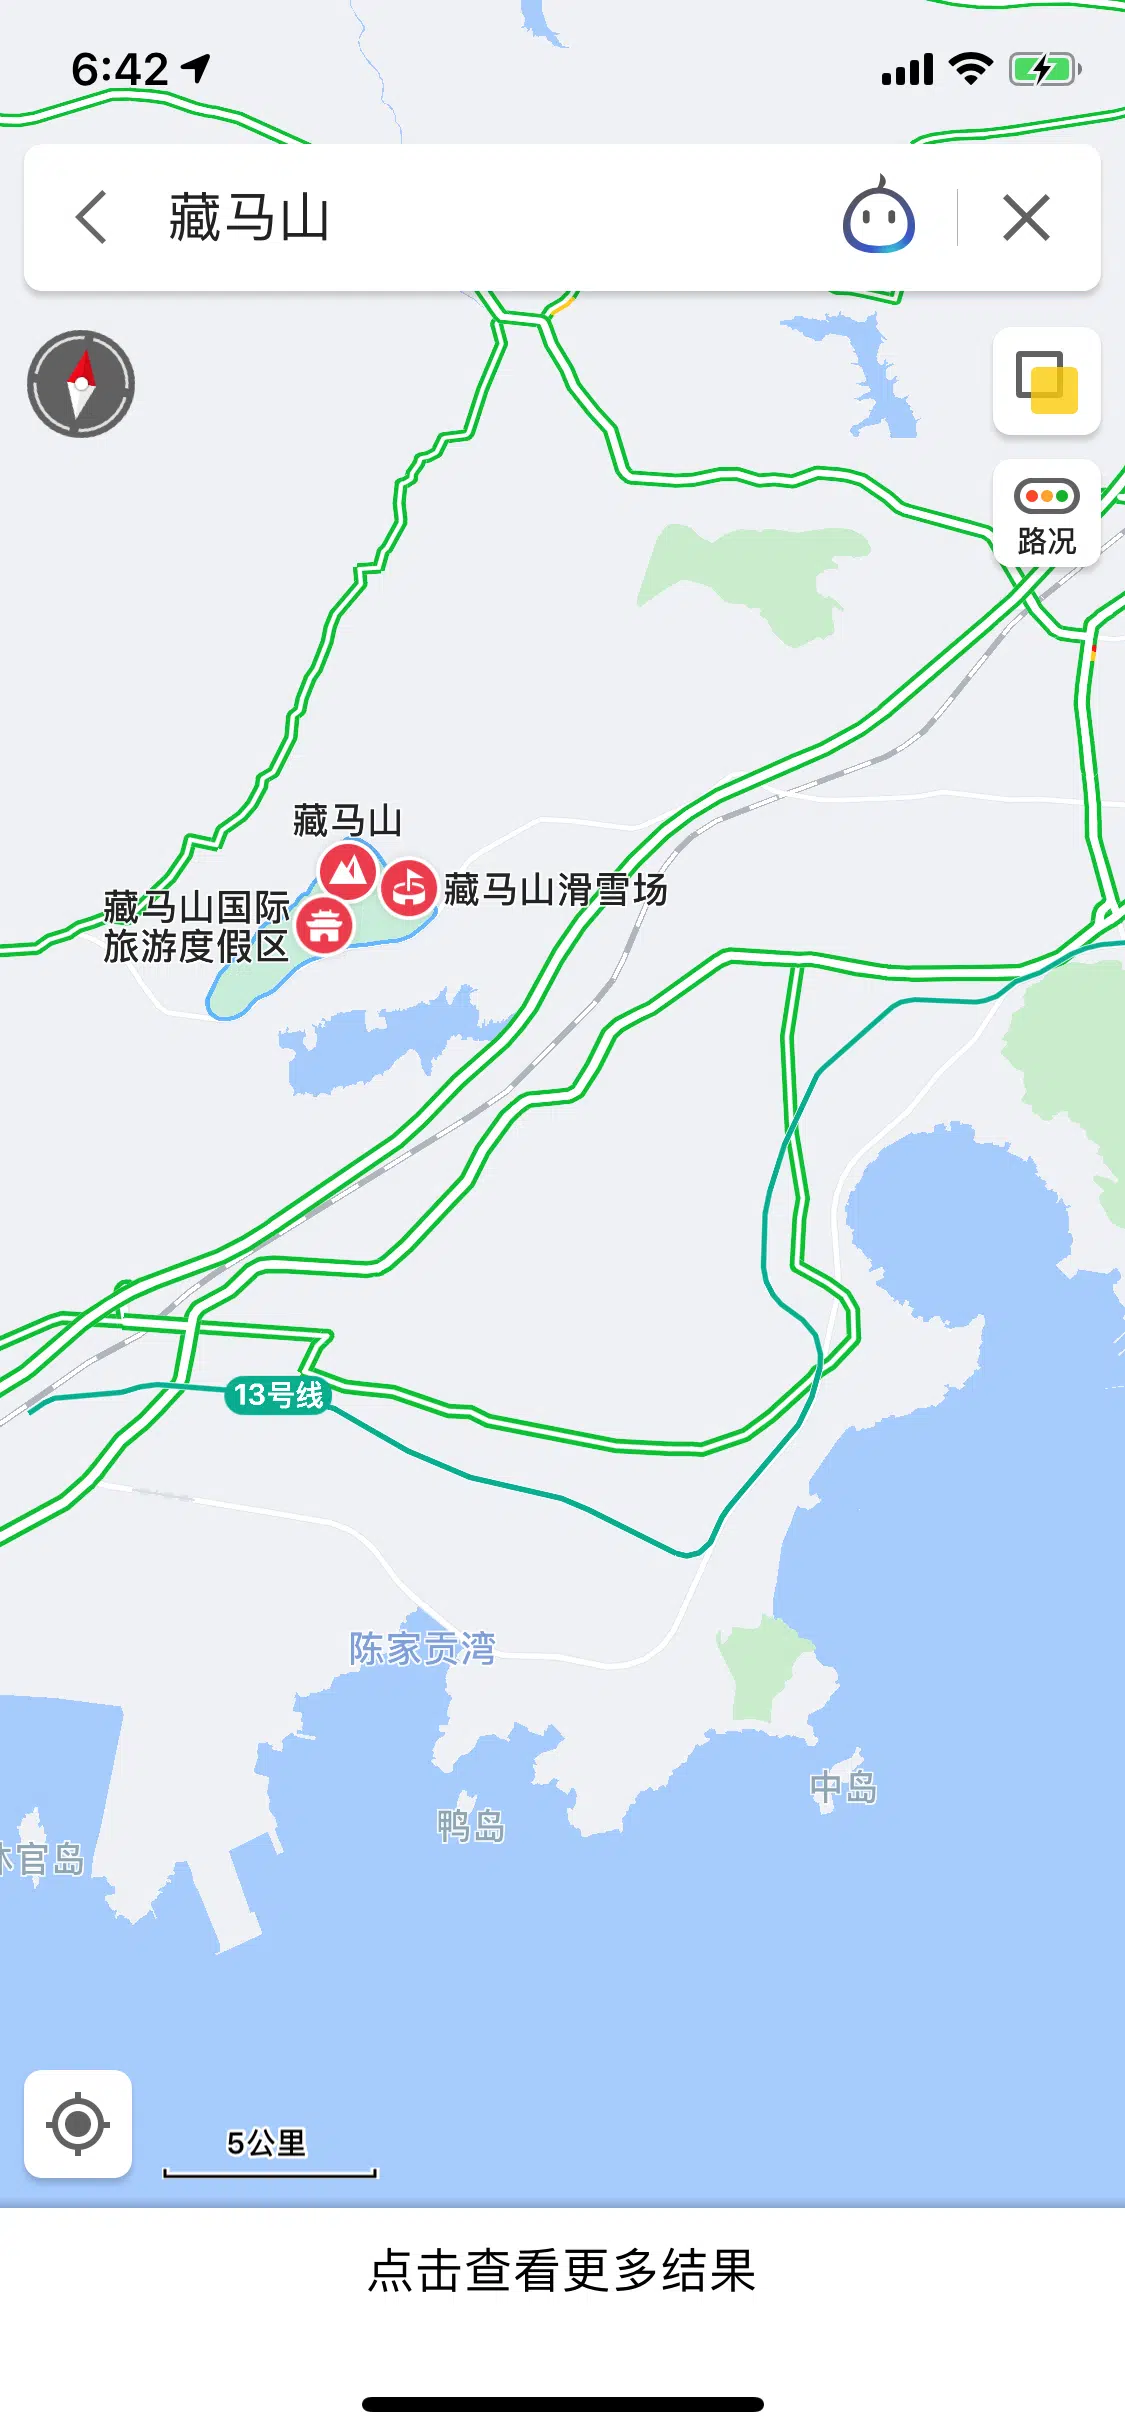 6:42
藏马山
路况
藏马山
藏马山滑雪场
藏马山国际
旅游度假区
13号线
陈家贡湾
中岛
鸭岛
官岛
5公里
点击查看更多结果